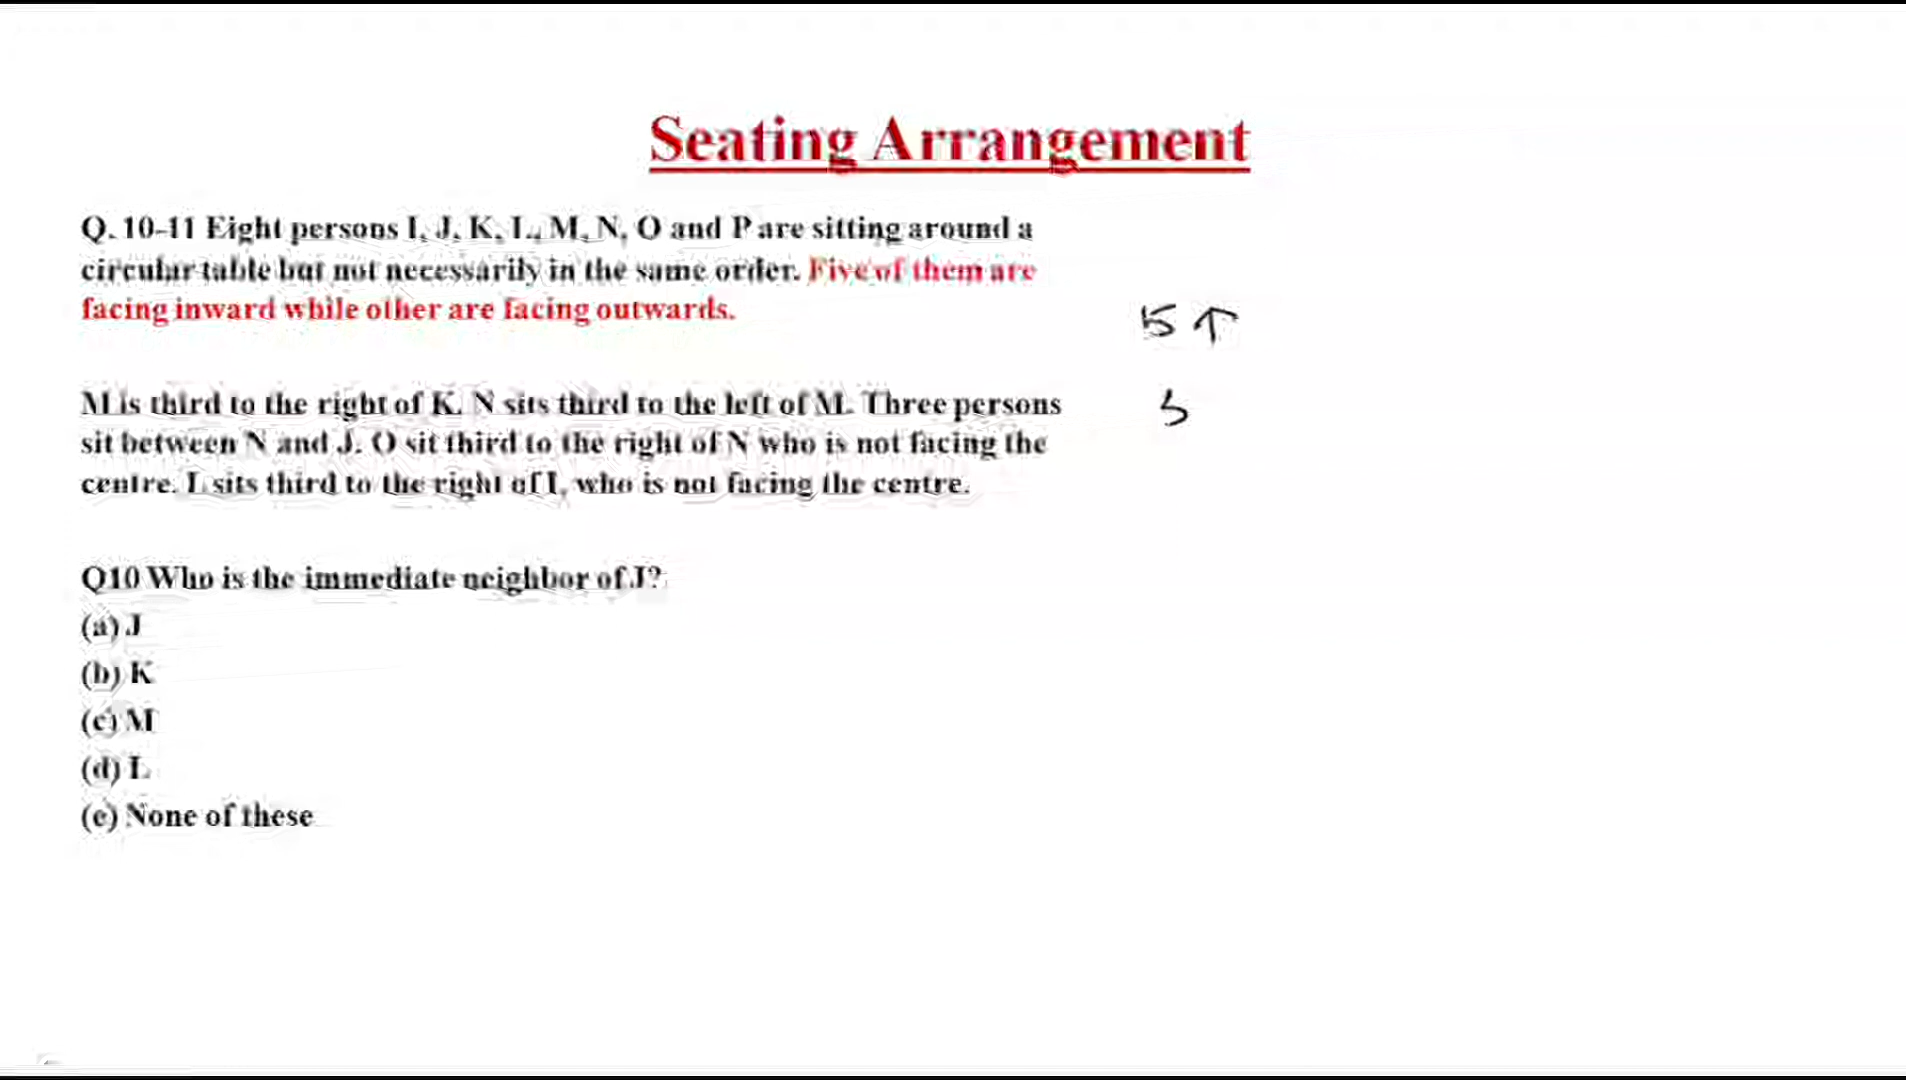 Seating Arrangement
Q. 10-11 Eight persons I, J, K, L, M, N, O and P are sitting around a
circular table but not necessarily in the same order. Five of them are
facing inward while other are facing outwards.
5 ↑
M is third to the right of K. N sits third to the left of M. Three persons
sit between N and J. O sit third to the right of N who is not facing the
centre. L sits third to the right of I, who is not facing the centre.
Q10 Who is the immediate neighbor of J?
(a) J
(b) K
(c) M
(d) L
(e) None of these